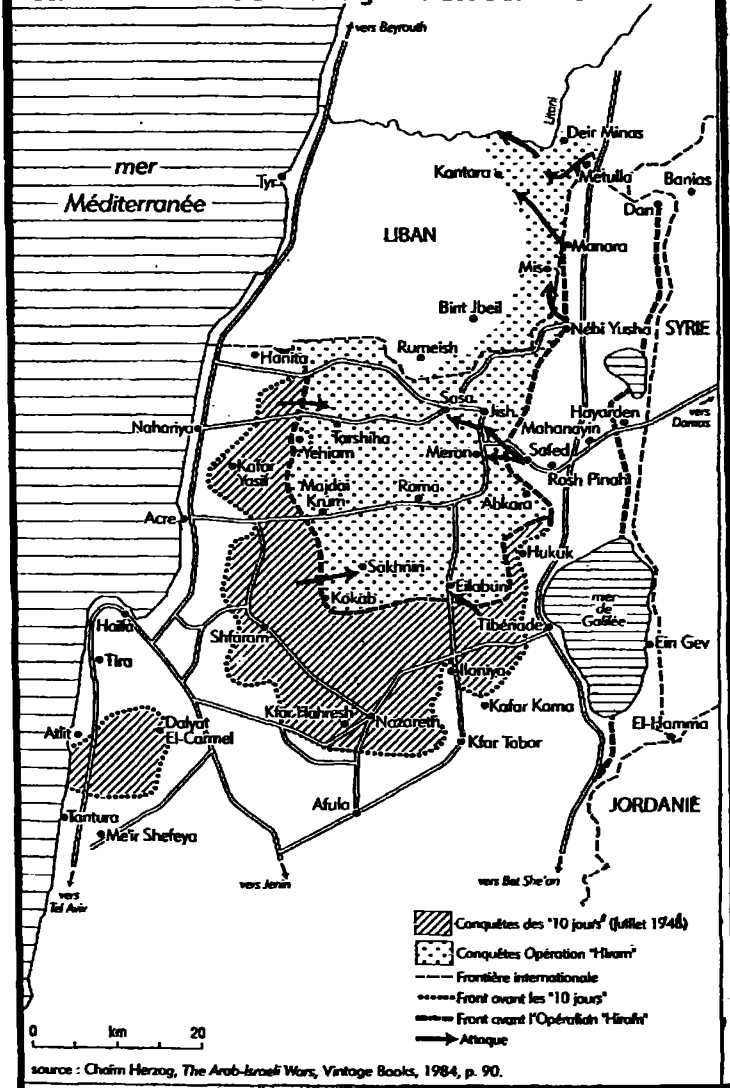 vers Beyrouth
Litani
Deir Minas
mer
Méditerranée
Tyr
Kantara
Metulla
Banias
Dan
LIBAN
Manara
Mis
Bint Jbeil
Nébi Yusha
SYRIE
Hanita
Rumeish
Sasa
Jish
Hayarden
vers
Damas
Nahariya
Tarshiha
Mahanayin
Yehiam
Meron
Safed
Kafar
Yasif
Rosh Pinah
Majdal
Krum
Rama
Abkara
Acre
Hukuk
Sakhnin
Eilabun
Kokab
mer
de
Galilée
Haifa
Shfaram
Tibériade
Tira
Ein Gev
Ilaniya
Kafar Kama
Atlit
Dalyat
El-Carmel
Kfar Hahresh
Nazareth
El-Hamma
Kfar Tabor
JORDANIE
Afula
Tantura
Me'ir Shefeya
vers
Tel Aviv
vers Jenin
vers Bet She'an
Conquêtes des "10 jours" (Juillet 1948)
Conquêtes Opération "Hiram"
Frontière internationale
Front avant les "10 jours"
Front avant l'Opération "Hiram"
Attaque
0 km 20
source : Chaïm Herzog, The Arab-Israeli Wars, Vintage Books, 1984, p. 90.